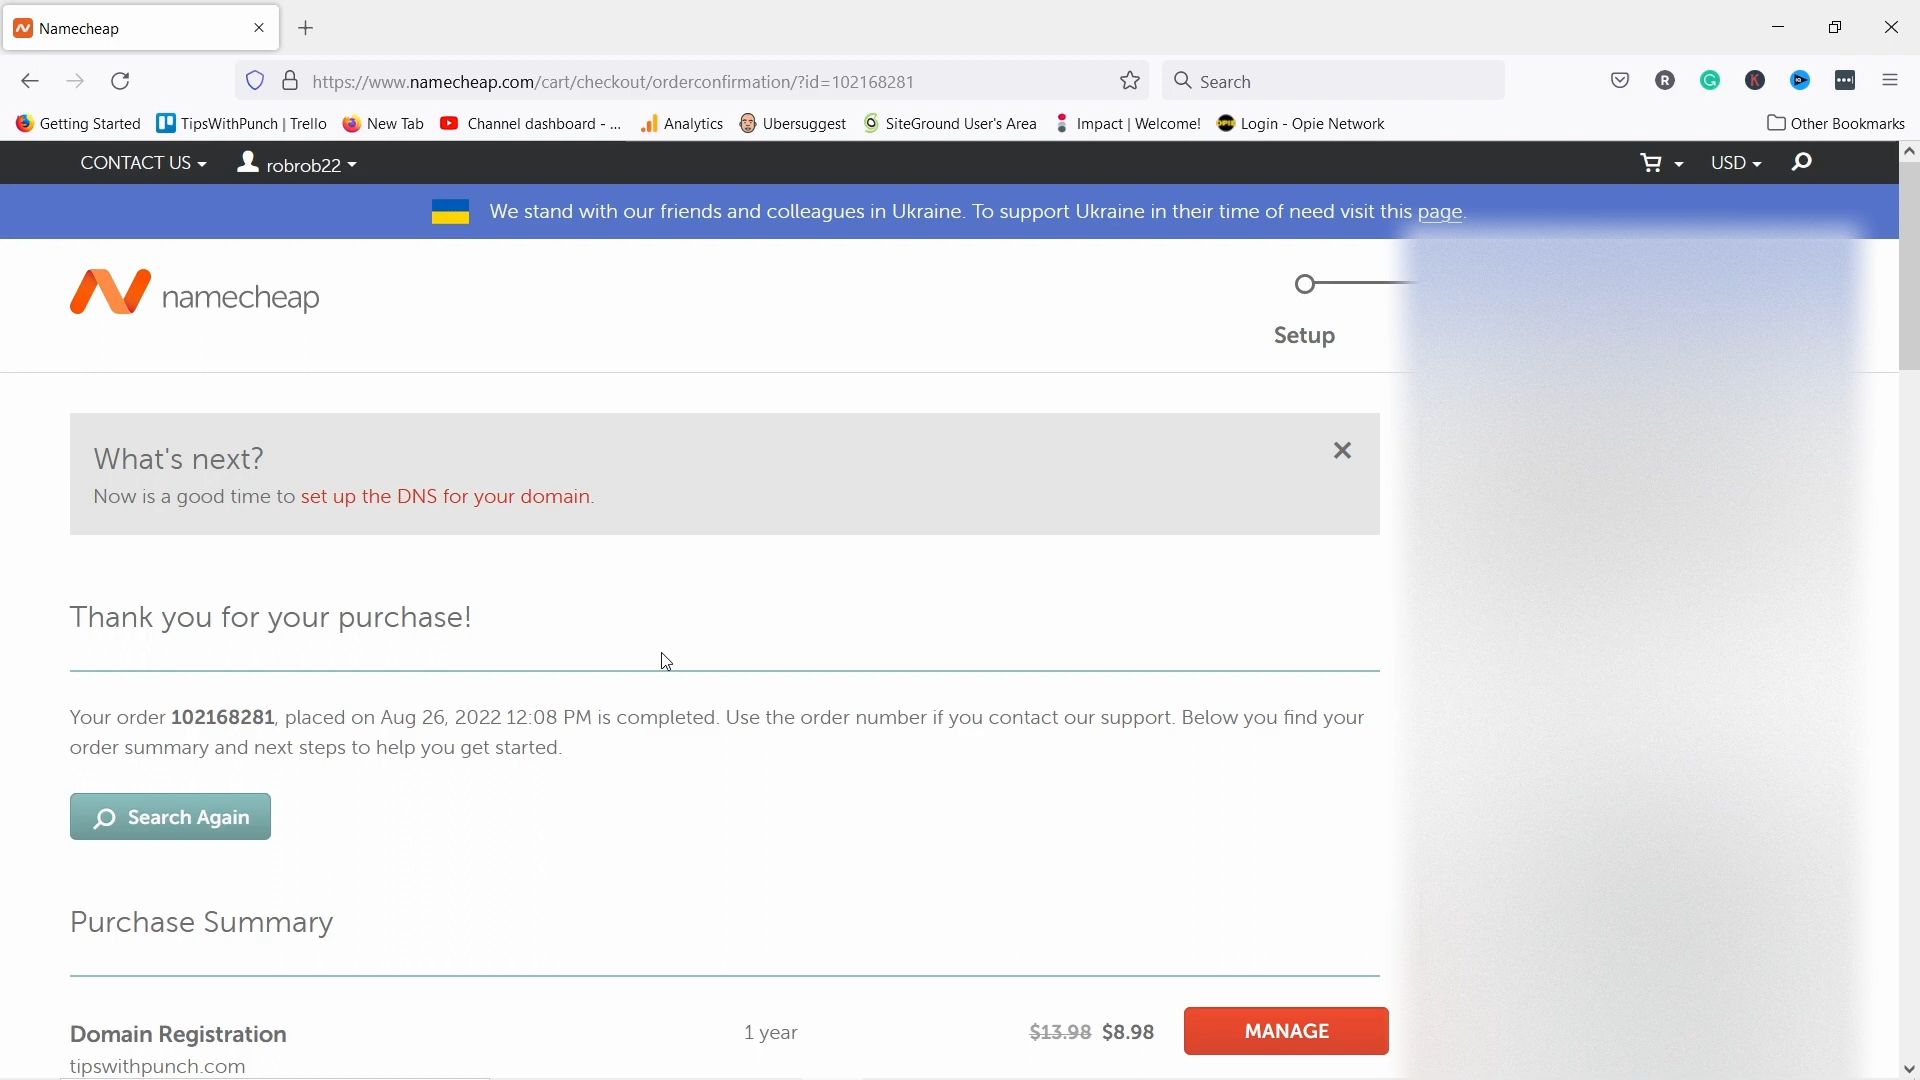 Namecheap
https://www.namecheap.com/cart/checkout/orderconfirmation/?id=102168281
Search
Getting Started
TipsWithPunch | Trello
New Tab
Channel dashboard - ...
Analytics
Ubersuggest
SiteGround User's Area
Impact | Welcome!
Login - Opie Network
Other Bookmarks
CONTACT US
robrob22
USD
We stand with our friends and colleagues in Ukraine. To support Ukraine in their time of need visit this page.
namecheap
Setup
What's next?
Now is a good time to set up the DNS for your domain.
Thank you for your purchase!
Your order 102168281, placed on Aug 26, 2022 12:08 PM is completed. Use the order number if you contact our support. Below you find your
order summary and next steps to help you get started.
Search Again
Purchase Summary
Domain Registration
1 year
$13.98 $8.98
MANAGE
tipswithpunch.com